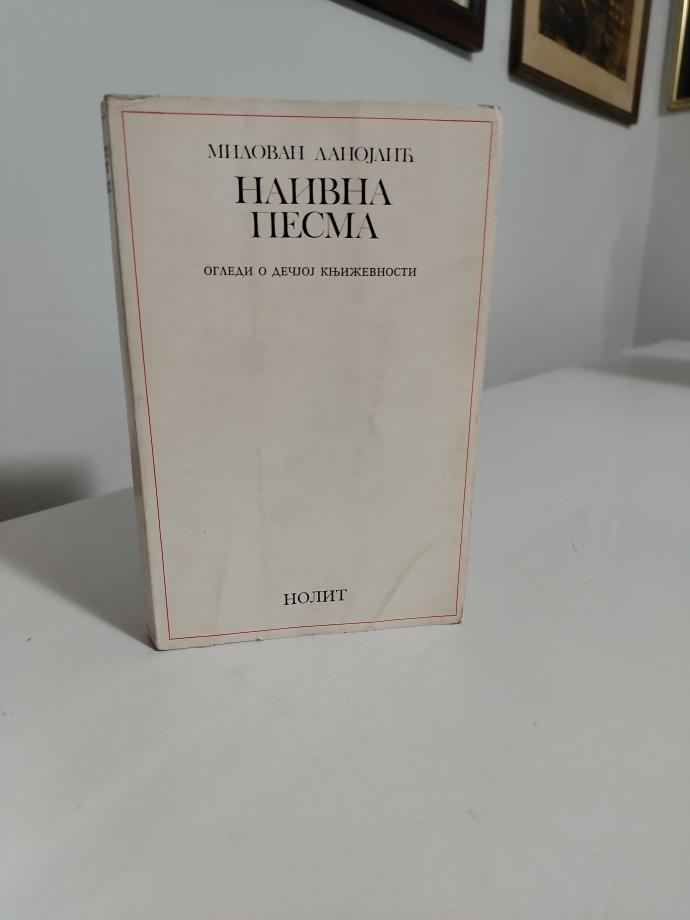 МИЛОВАН ДАНОЈЛИЋ
НАИВНА
ПЕСМА
ОГЛЕДИ О ДЕЧЈОЈ КЊИЖЕВНОСТИ
НОЛИТ